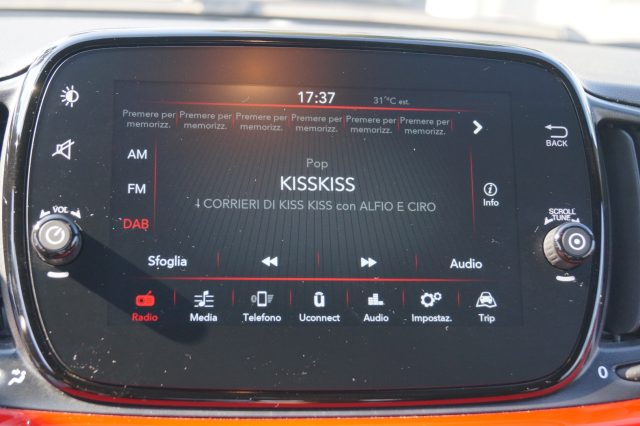 17:37 31°C est.
Premere per memorizz. Premere per memorizz. Premere per memorizz. Premere per memorizz. Premere per memorizz. Premere per memorizz.
BACK
AM
Pop
FM
KISSKISS
Info
I CORRIERI DI KISS KISS con ALFIO E CIRO
DAB
VOL
SCROLL
TUNE
Sfoglia Audio
Radio Media Telefono Uconnect Audio Impostaz. Trip
0